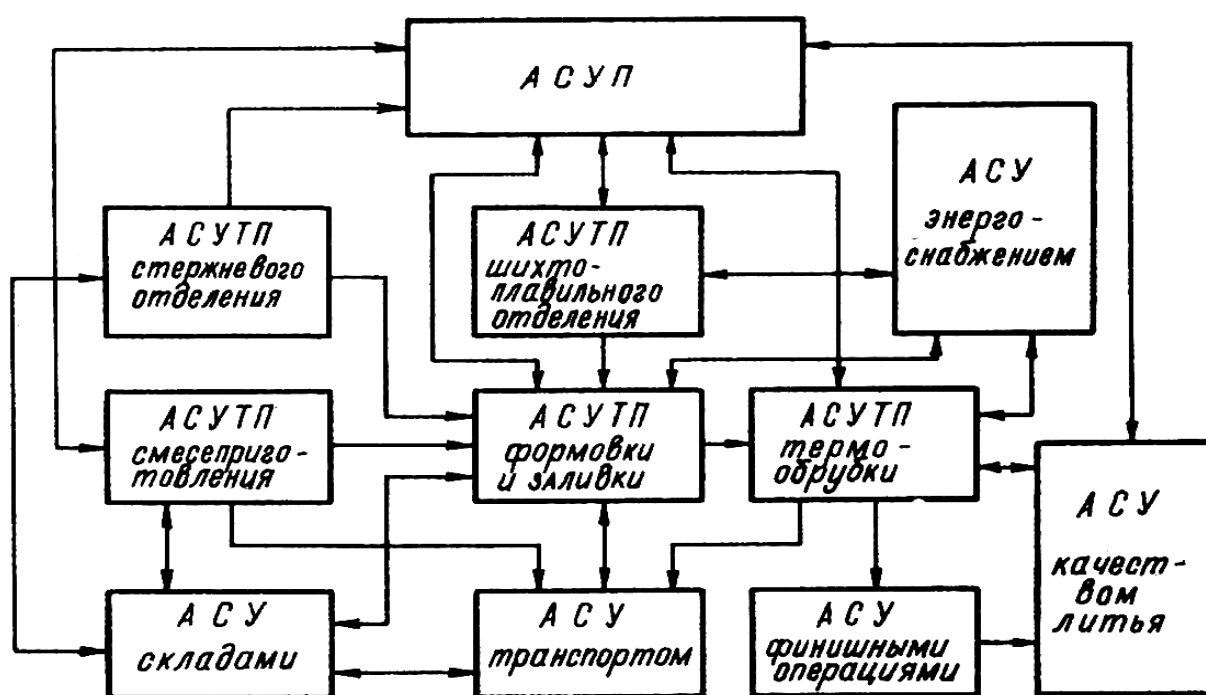 АСУП
АСУ
энерго-
снабжением
АСУТП
стержневого
отделения
АСУТП
шихто-
плавильного
отделения
АСУТП
смесеприго-
товления
АСУТП
формовки
и заливки
АСУТП
термо-
обрубки
АСУ
качест-
вом
литья
АСУ
складами
АСУ
транспортом
АСУ
финишными
операциями